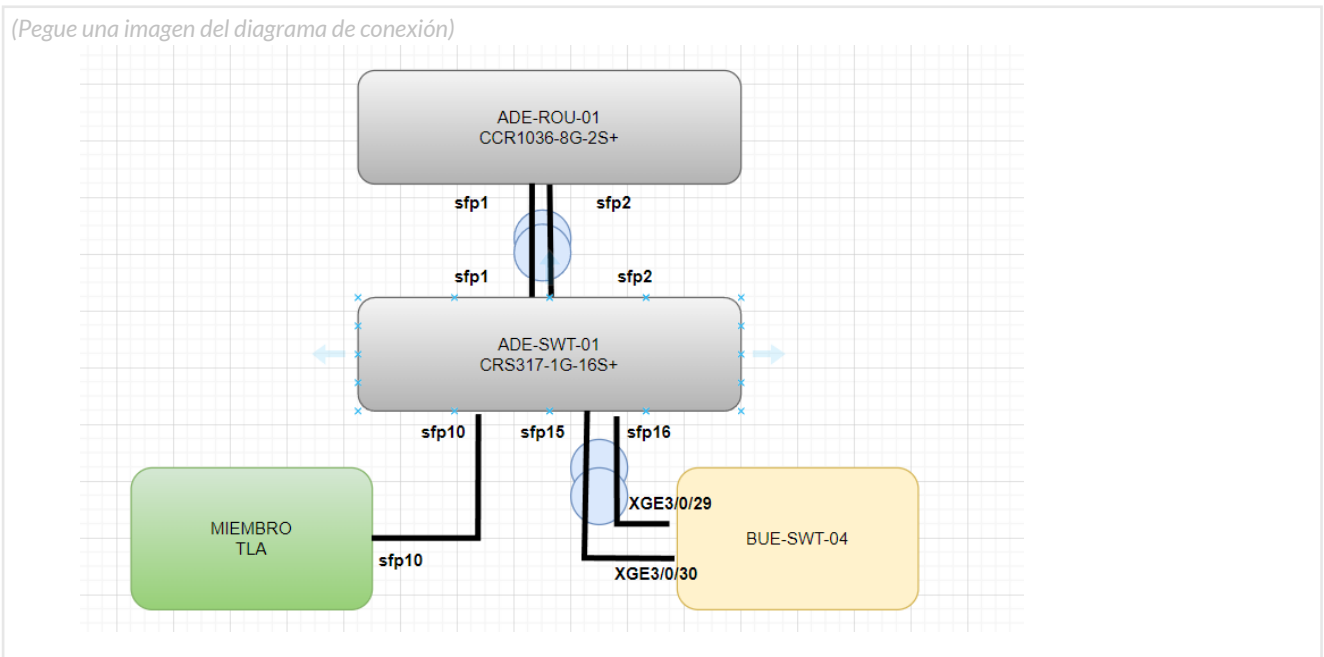 (Pegue una imagen del diagrama de conexión)
ADE-ROU-01
CCR1036-8G-2S+
sfp1
sfp2
sfp1
sfp2
ADE-SWT-01
CRS317-1G-16S+
sfp10
sfp15
sfp16
XGE3/0/29
MIEMBRO
TLA
BUE-SWT-04
sfp10
XGE3/0/30